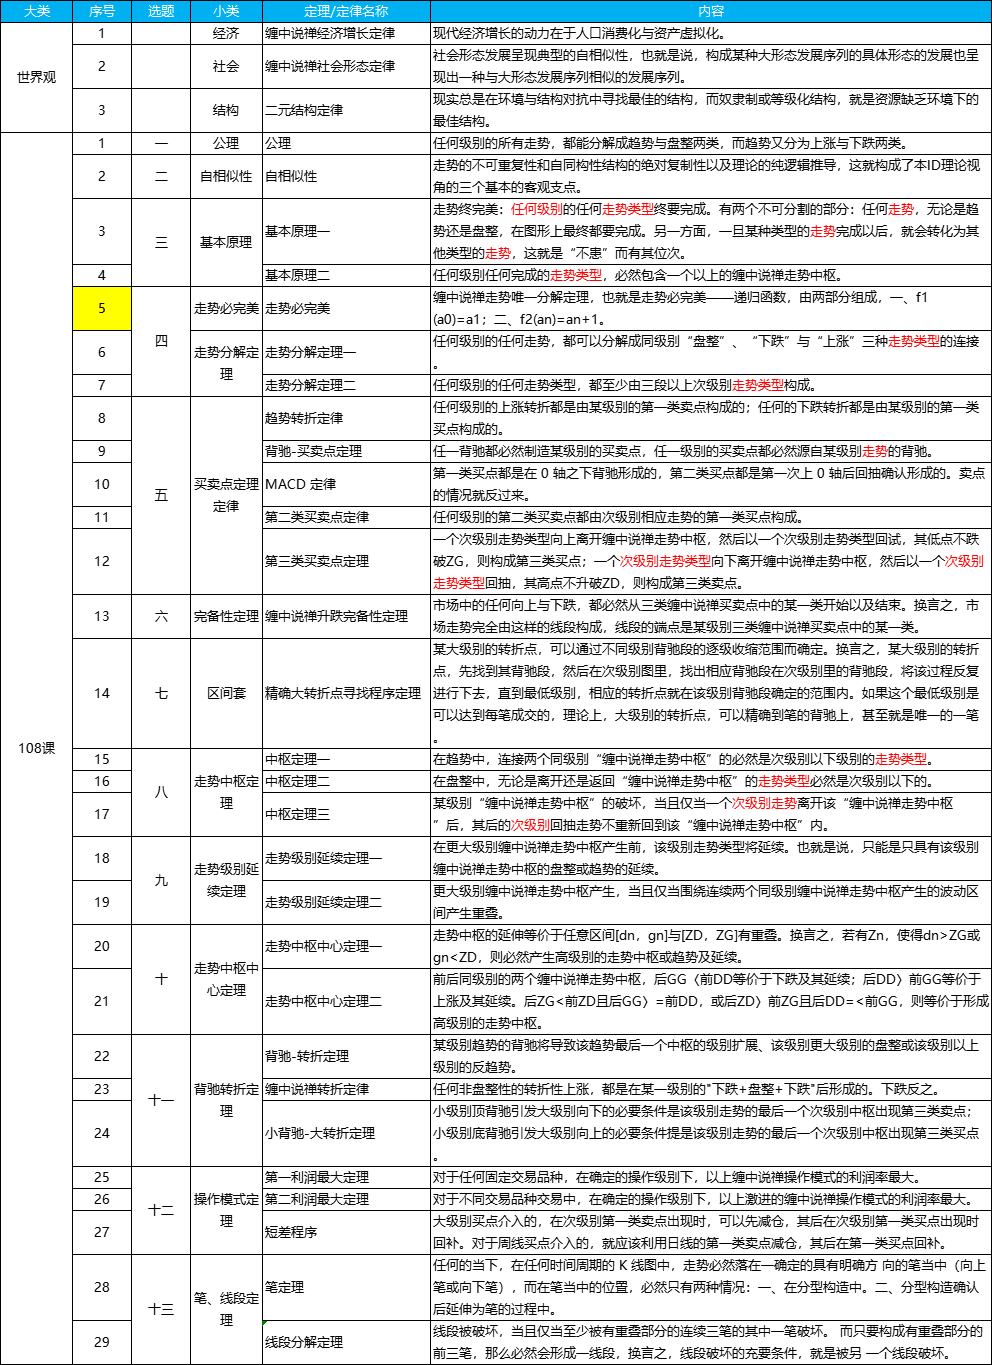 大类 序号 选题 小类 定理/定律名称 内容
世界观
1 经济 缠中说禅经济增长定律 现代经济增长的动力在于人口消费化与资产虚拟化。
2 社会 缠中说禅社会形态定律 社会形态发展呈现典型的自相似性，也就是说，构成某种大形态发展序列的具体形态的发展也呈
现出一种与大形态发展序列相似的发展序列。
3 结构 二元结构定律 现实总是在环境与结构对抗中寻找最佳的结构，而奴隶制或等级化结构，就是资源缺乏环境下的
最佳结构。
108课
1 一 公理 公理 任何级别的所有走势，都能分解成趋势与盘整两类，而趋势又分为上涨与下跌两类。
2 二 自相似性 自相似性 走势的不可重复性和自同构性结构的绝对复制性以及理论的纯逻辑推导，这就构成了本ID理论视
角的三个基本的客观支点。
三 基本原理
3 基本原理一 走势终完美：任何级别的任何走势类型终要完成。有两个不可分割的部分：任何走势，无论是趋
势还是盘整，在图形上最终都要完成。另一方面，一旦某种类型的走势完成以后，就会转化为其
他类型的走势，这就是“不患”而有其位次。
4 基本原理二 任何级别任何完成的走势类型，必然包含一个以上的缠中说禅走势中枢。
四
5 走势必完美 走势必完美 缠中说禅走势唯一分解定理，也就是走势必完美——递归函数，由两部分组成，一、f1
(a0)=a1；二、f2(an)=an+1。
走势分解定
理
6 走势分解定理一 任何级别的任何走势，都可以分解成同级别“盘整”、“下跌”与“上涨”三种走势类型的连接
。
7 走势分解定理二 任何级别的任何走势类型，都至少由三段以上次级别走势类型构成。
五 买卖点定理
定律
8 趋势转折定律 任何级别的上涨转折都是由某级别的第一类卖点构成的；任何的下跌转折都是由某级别的第一类
买点构成的。
9 背驰-买卖点定理 任一背驰都必然制造某级别的买卖点，任一级别的买卖点都必然源自某级别走势的背驰。
10 MACD 定律 第一类买点都是在 0 轴之下背驰形成的，第二类买点都是第一次上 0 轴后回抽确认形成的。卖点
的情况就反过来。
11 第二类买卖点定律 任何级别的第二类买卖点都由次级别相应走势的第一类买点构成。
12 第三类买卖点定理 一个次级别走势类型向上离开缠中说禅走势中枢，然后以一个次级别走势类型回试，其低点不跌
破ZG，则构成第三类买点；一个次级别走势类型向下离开缠中说禅走势中枢，然后以一个次级别
走势类型回抽，其高点不升破ZD，则构成第三类卖点。
13 六 完备性定理 缠中说禅升跌完备性定理 市场中的任何向上与下跌，都必然从三类缠中说禅买卖点中的某一类开始以及结束。换言之，市
场走势完全由这样的线段构成，线段的端点是某级别三类缠中说禅买卖点中的某一类。
14 七 区间套 精确大转折点寻找程序定理 某大级别的转折点，可以通过不同级别背驰段的逐级收缩范围而确定。换言之，某大级别的转折
点，先找到其背驰段，然后在次级别图里，找出相应背驰段在次级别里的背驰段，将该过程反复
进行下去，直到最低级别，相应的转折点就在该级别背驰段确定的范围内。如果这个最低级别是
可以达到每笔成交的，理论上，大级别的转折点，可以精确到笔的背驰上，甚至就是唯一的一笔
。
八 走势中枢定
理
15 中枢定理一 在趋势中，连接两个同级别“缠中说禅走势中枢”的必然是次级别以下级别的走势类型。
16 中枢定理二 在盘整中，无论是离开还是返回“缠中说禅走势中枢”的走势类型必然是次级别以下的。
17 中枢定理三 某级别“缠中说禅走势中枢”的破坏，当且仅当一个次级别走势离开该“缠中说禅走势中枢
”后，其后的次级别回抽走势不重新回到该“缠中说禅走势中枢”内。
九 走势级别延
续定理
18 走势级别延续定理一 在更大级别缠中说禅走势中枢产生前，该级别走势类型将延续。也就是说，只能是只具有该级别
缠中说禅走势中枢的盘整或趋势的延续。
19 走势级别延续定理二 更大级别缠中说禅走势中枢产生，当且仅当围绕连续两个同级别缠中说禅走势中枢产生的波动区
间产生重叠。
十 走势中枢中
心定理
20 走势中枢中心定理一 走势中枢的延伸等价于任意区间[dn，gn]与[ZD，ZG]有重叠。换言之，若有Zn，使得dn>ZG或
gn<ZD，则必然产生高级别的走势中枢或趋势及延续。
21 走势中枢中心定理二 前后同级别的两个缠中说禅走势中枢，后GG〈前DD等价于下跌及其延续；后DD〉前GG等价于
上涨及其延续。后ZG<前ZD且后GG〉=前DD，或后ZD〉前ZG且后DD=<前GG，则等价于形成
高级别的走势中枢。
十一 背驰转折定
理
22 背驰-转折定理 某级别趋势的背驰将导致该趋势最后一个中枢的级别扩展、该级别更大级别的盘整或该级别以上
级别的反趋势。
23 缠中说禅转折定律 任何非盘整性的转折性上涨，都是在某一级别的"下跌+盘整+下跌"后形成的。下跌反之。
24 小背驰-大转折定理 小级别顶背驰引发大级别向下的必要条件是该级别走势的最后一个次级别中枢出现第三类卖点；
小级别底背驰引发大级别向上的必要条件提是该级别走势的最后一个次级别中枢出现第三类买点
。
十二 操作模式定
理
25 第一利润最大定理 对于任何固定交易品种，在确定的操作级别下，以上缠中说禅操作模式的利润率最大。
26 第二利润最大定理 对于不同交易品种交易中，在确定的操作级别下，以上激进的缠中说禅操作模式的利润率最大。
27 短差程序 大级别买点介入的，在次级别第一类卖点出现时，可以先减仓，其后在次级别第一类买点出现时
回补。对于周线买点介入的，就应该利用日线的第一类卖点减仓，其后在第一类买点回补。
十三 笔、线段定
理
28 笔定理 任何的当下，在任何时间周期的 K 线图中，走势必然落在一确定的具有明确方 向的笔当中（向上
笔或向下笔），而在笔当中的位置，必然只有两种情况：一、在分型构造中。二、分型构造确认
后延伸为笔的过程中。
29 线段分解定理 线段被破坏，当且仅当至少被有重叠部分的连续三笔的其中一笔破坏。 而只要构成有重叠部分的
前三笔，那么必然会形成一线段，换言之，线段破坏的充要条件，就是被另 一个线段破坏。